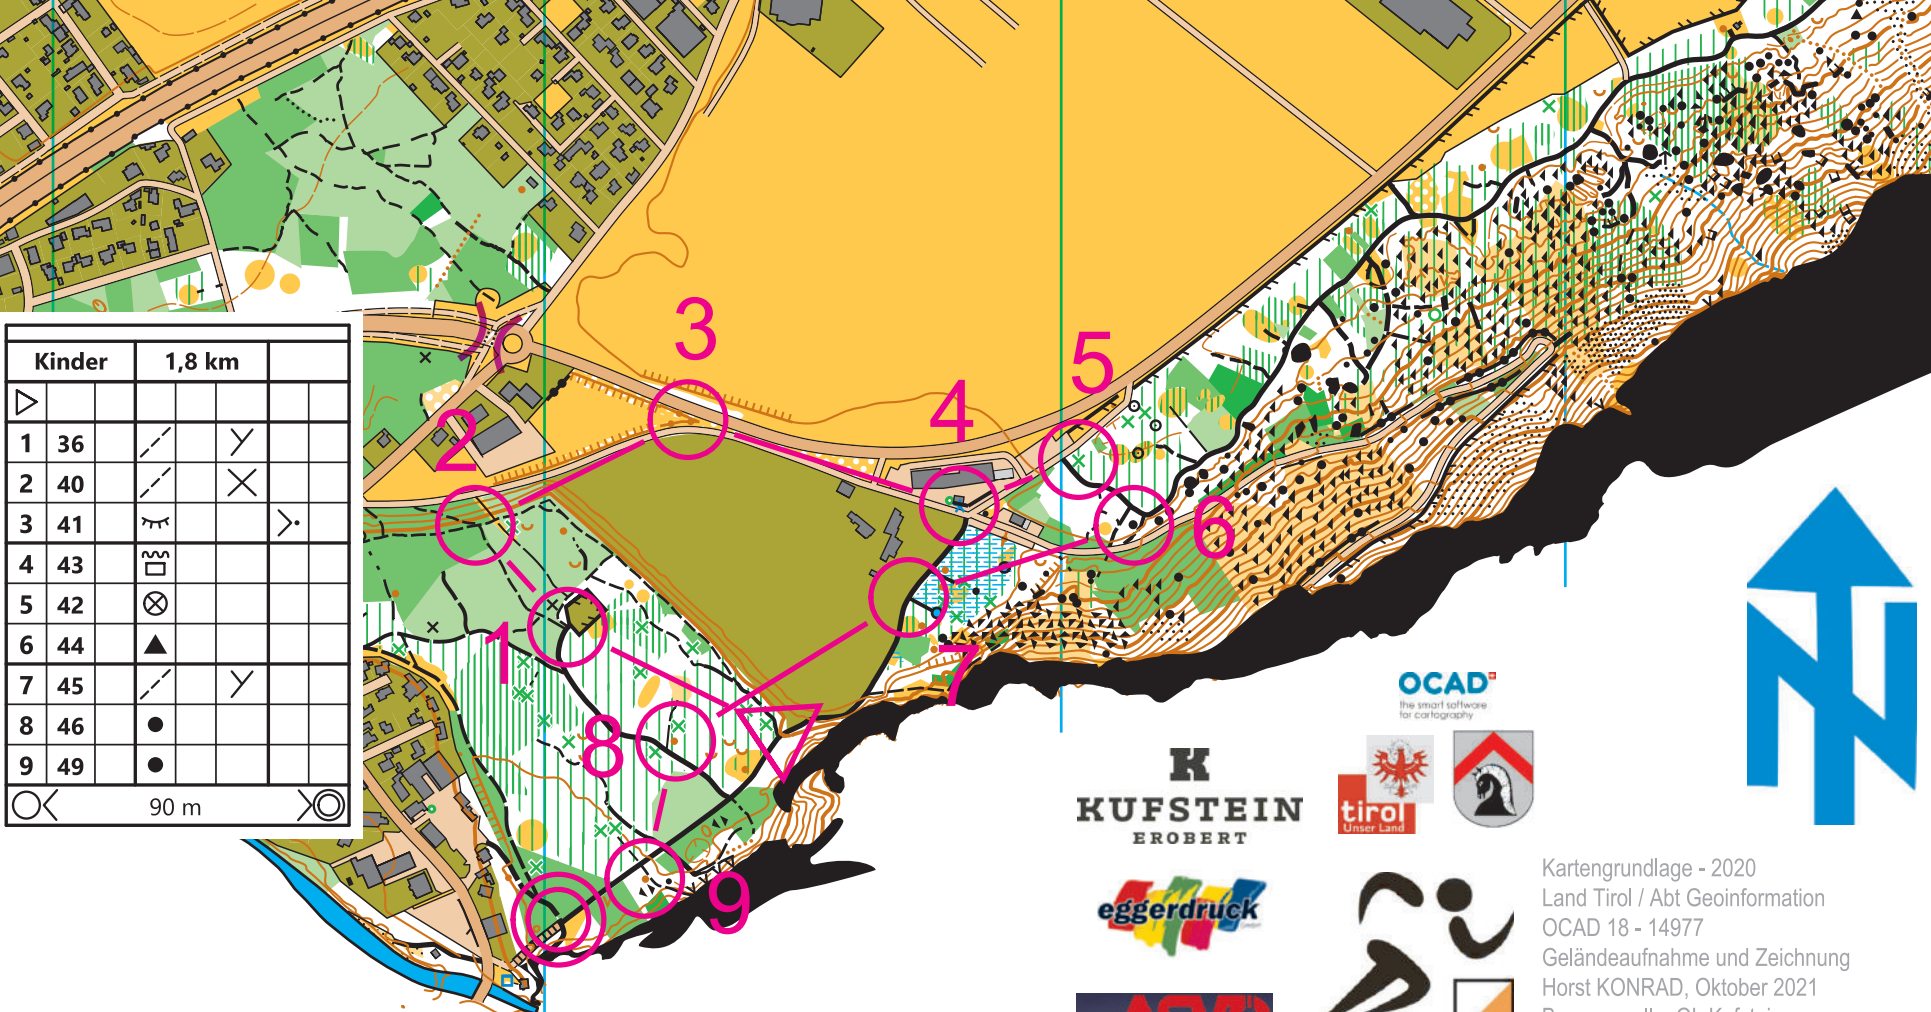 Kinder 1,8 km
1 36
2 40
3 41
4 43
5 42
6 44
7 45
8 46
9 49
90 m
3
2
4
5
6
1
7
8
9
OCAD
the smart software
for cartography
K
KUFSTEIN
EROBERT
tirol
Unser Land
eggerdruck
N
Kartengrundlage - 2020
Land Tirol / Abt Geoinformation
OCAD 18 - 14977
Geländeaufnahme und Zeichnung
Horst KONRAD, Oktober 2021